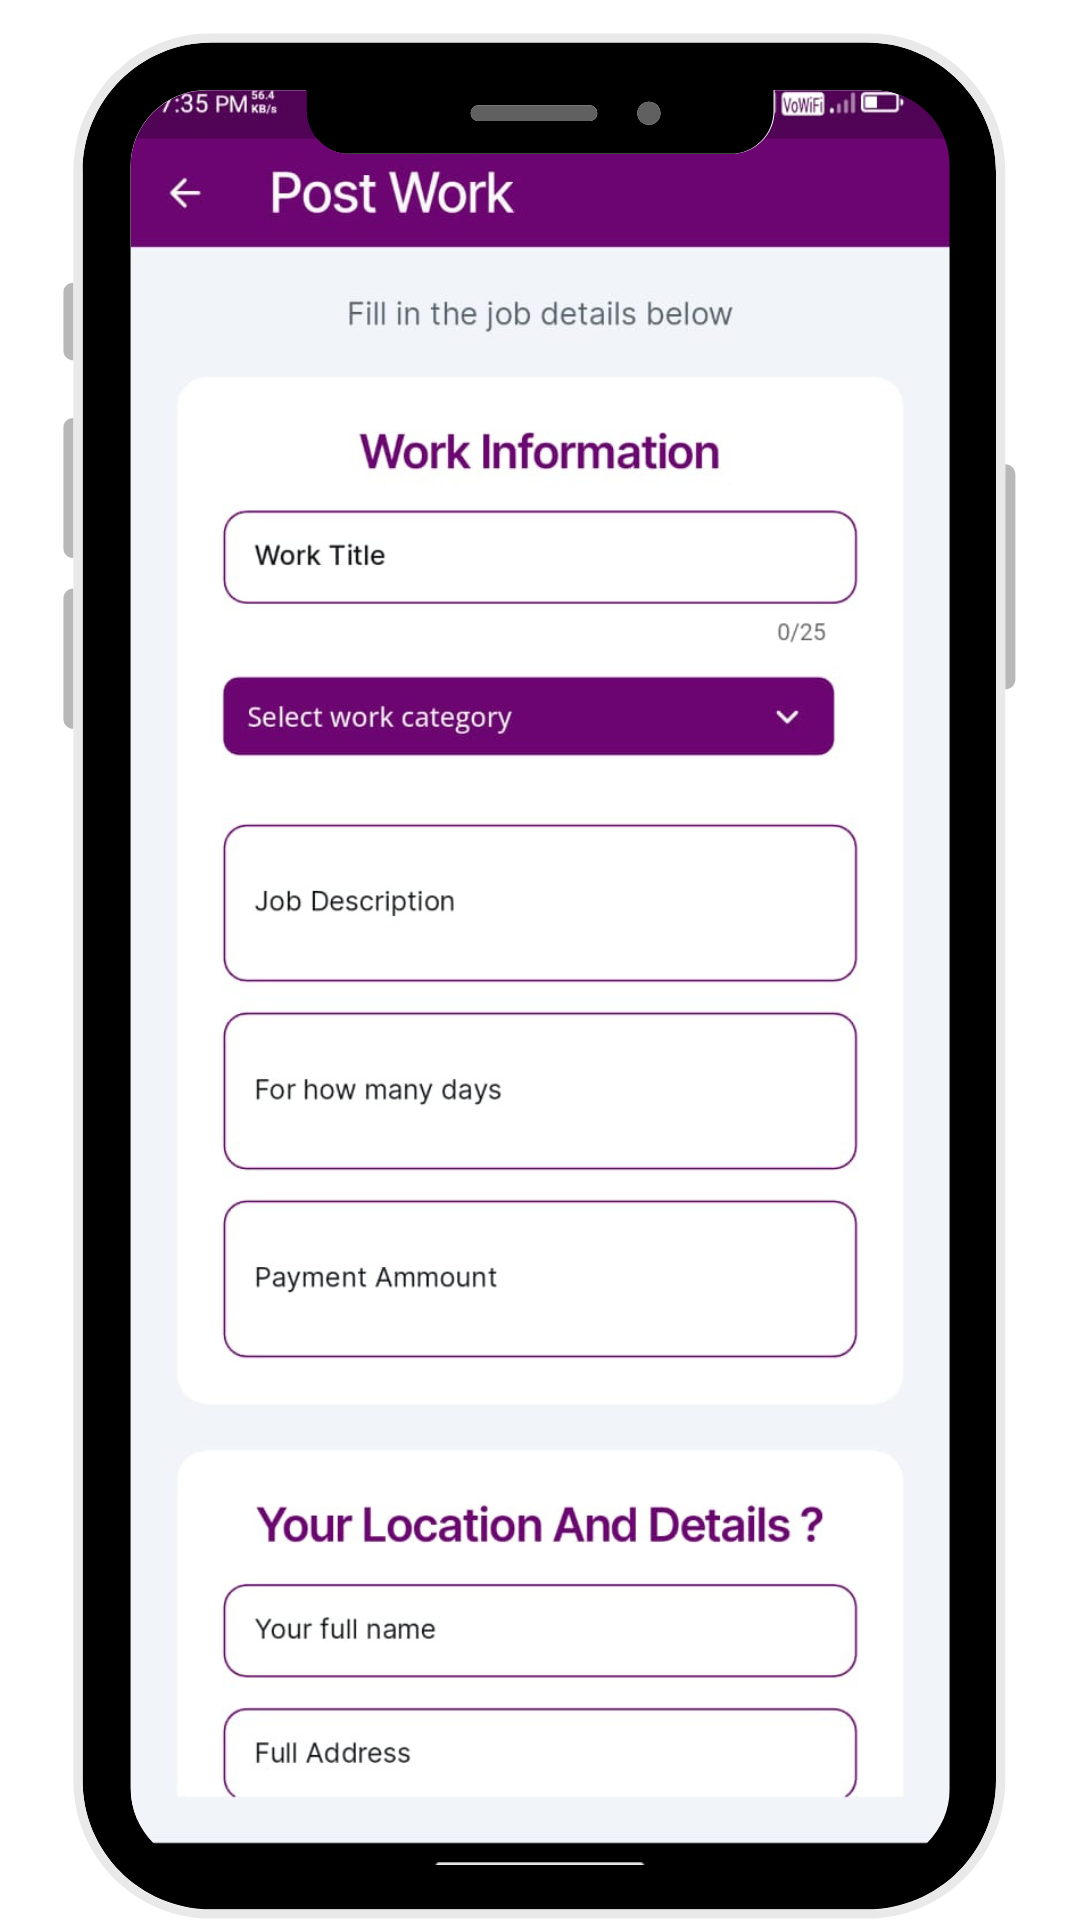 7:35 PM 56.4 KB/s VoWiFi
Post Work
Fill in the job details below
Work Information
Work Title
0/25
Select work category
Job Description
For how many days
Payment Ammount
Your Location And Details ?
Your full name
Full Address